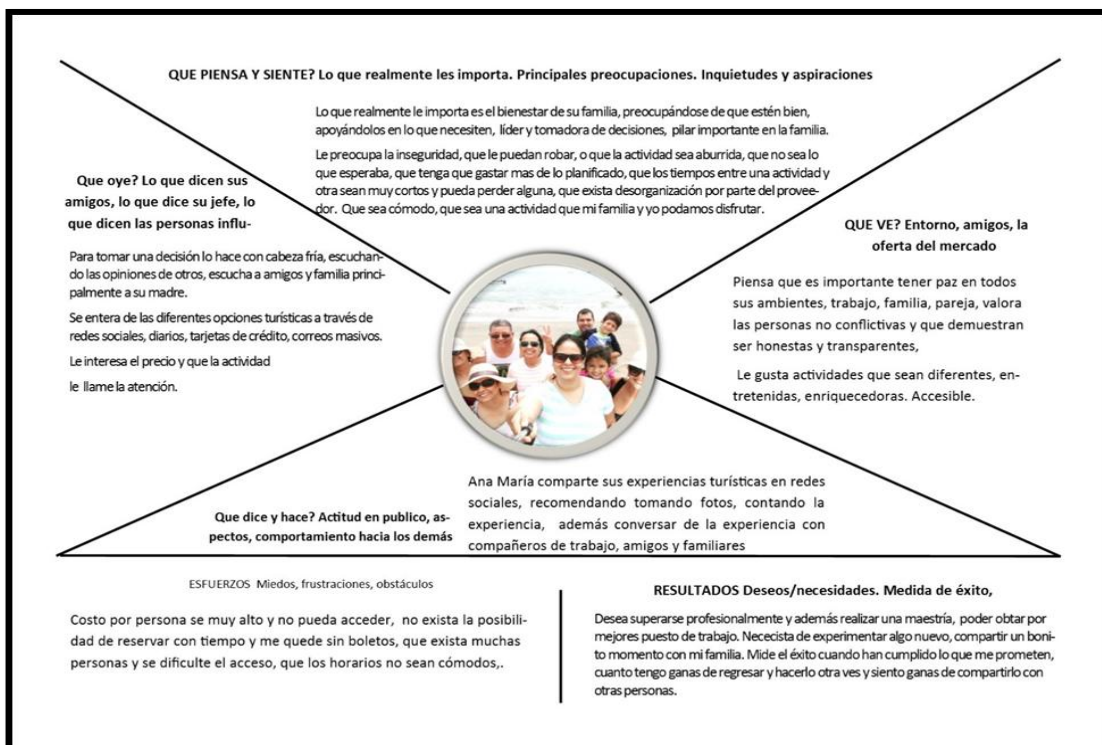 QUE PIENSA Y SIENTE? Lo que realmente les importa. Principales preocupaciones. Inquietudes y aspiraciones
Lo que realmente le importa es el bienestar de su familia, preocupándose de que estén bien,
apoyándolos en lo que necesiten, líder y tomadora de decisiones, pilar importante en la familia.
Le preocupa la inseguridad, que le puedan robar, o que la actividad sea aburrida, que no sea lo
que esperaba, que tenga que gastar mas de lo planificado, que los tiempos entre una actividad y
otra sean muy cortos y pueda perder alguna, que exista desorganización por parte del provee-
dor. Que sea cómodo, que sea una actividad que mi familia y yo podamos disfrutar.
Que oye? Lo que dicen sus
amigos, lo que dice su jefe, lo
que dicen las personas influ-
Para tomar una decisión lo hace con cabeza fría, escuchan-
do las opiniones de otros, escucha a amigos y familia princi-
palmente a su madre.
Se entera de las diferentes opciones turísticas a través de
redes sociales, diarios, tarjetas de crédito, correos masivos.
Le interesa el precio y que la actividad
le llame la atención.
QUE VE? Entorno, amigos, la
oferta del mercado
Piensa que es importante tener paz en todos
sus ambientes, trabajo, familia, pareja, valora
las personas no conflictivas y que demuestran
ser honestas y transparentes,
Le gusta actividades que sean diferentes, en-
tretenidas, enriquecedoras. Accesible.
Que dice y hace? Actitud en publico, as-
pectos, comportamiento hacia los demás
Ana María comparte sus experiencias turísticas en redes
sociales, recomendando tomando fotos, contando la
experiencia, además conversar de la experiencia con
compañeros de trabajo, amigos y familiares
ESFUERZOS Miedos, frustraciones, obstáculos
Costo por persona se muy alto y no pueda acceder, no exista la posibili-
dad de reservar con tiempo y me quede sin boletos, que exista muchas
personas y se dificulte el acceso, que los horarios no sean cómodos,.
RESULTADOS Deseos/necesidades. Medida de éxito,
Desea superarse profesionalmente y además realizar una maestría, poder obtar por
mejores puesto de trabajo. Nececista de experimentar algo nuevo, compartir un boni-
to momento con mi familia. Mide el éxito cuando han cumplido lo que me prometen,
cuanto tengo ganas de regresar y hacerlo otra ves y siento ganas de compartirlo con
otras personas.